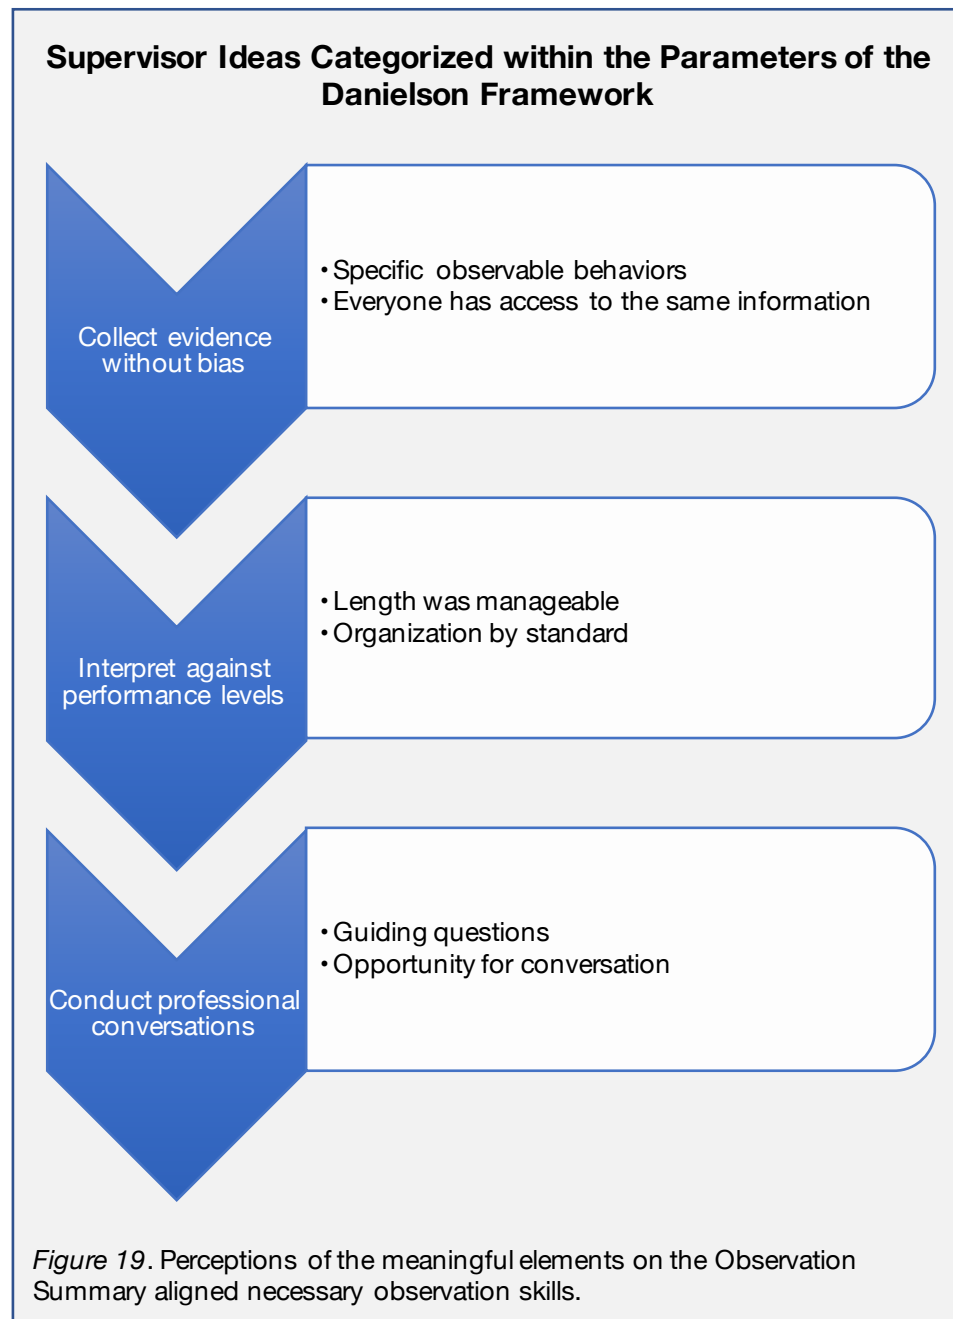 Supervisor Ideas Categorized within the Parameters of the
Danielson Framework
Collect evidence
without bias
• Specific observable behaviors
• Everyone has access to the same information
Interpret against
performance levels
• Length was manageable
• Organization by standard
Conduct professional
conversations
• Guiding questions
• Opportunity for conversation
Figure 19. Perceptions of the meaningful elements on the Observation
Summary aligned necessary observation skills.